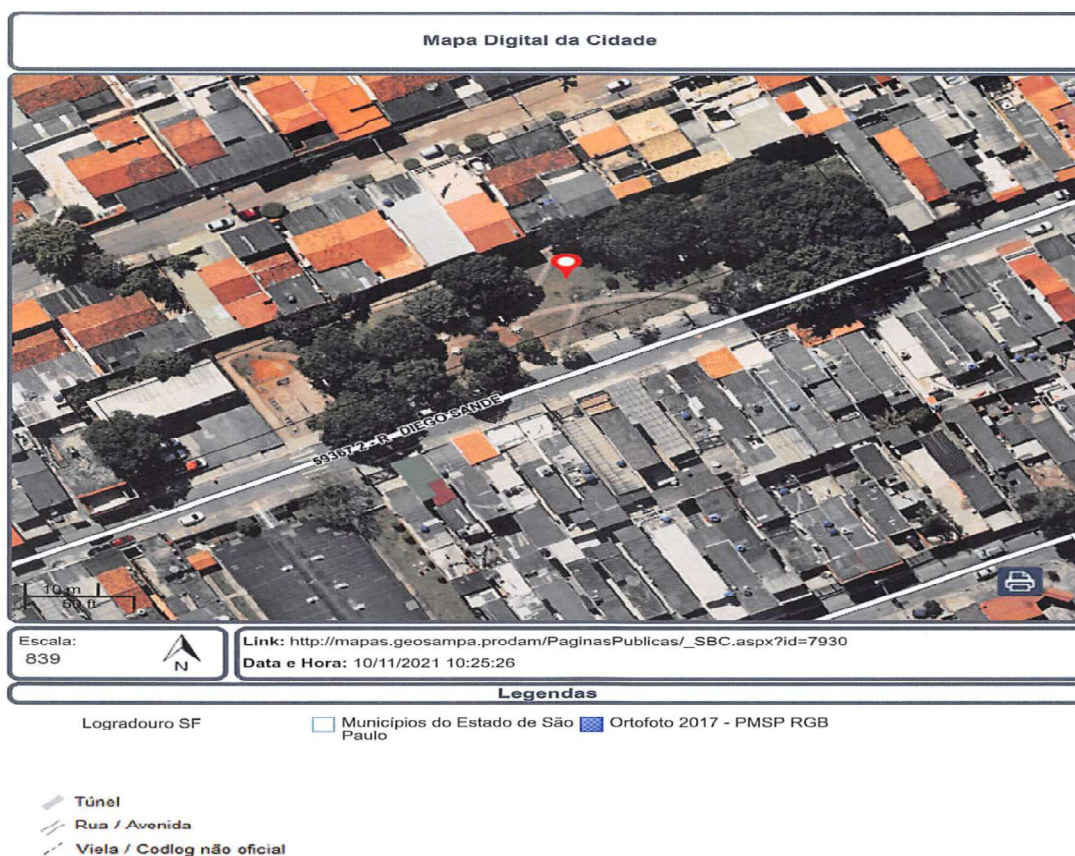 Mapa Digital da Cidade
59367-2 - R - DIEGO SANDE
10 m
60 ft
Escala:
839
N
Link: http://mapas.geosampa.prodam/PaginasPublicas/_SBC.aspx?id=7930
Data e Hora: 10/11/2021 10:25:26
Legendas
Logradouro SF
Municípios do Estado de São
Paulo
Ortofoto 2017 - PMSP RGB
Túnel
Rua / Avenida
Viela / Codlog não oficial